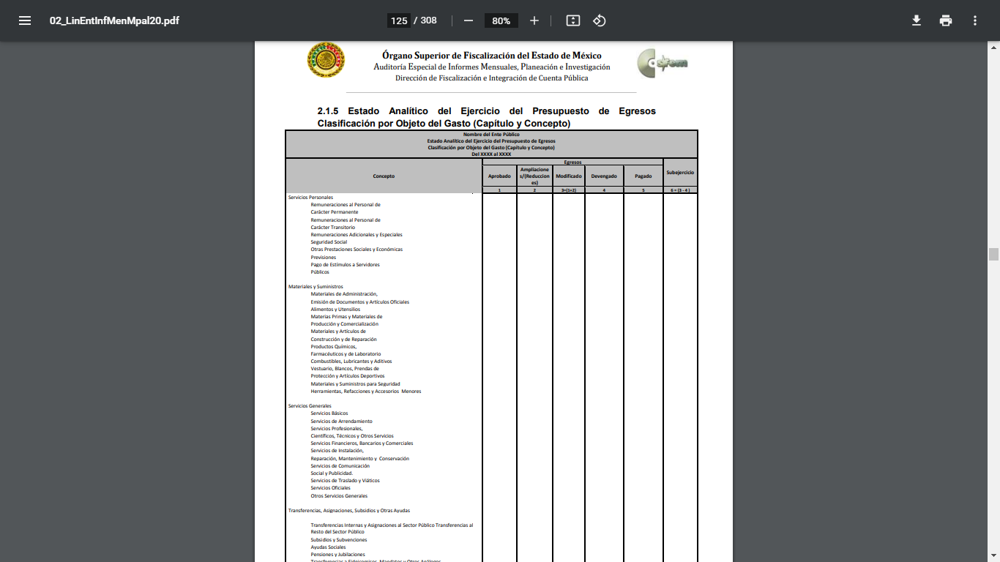 02_LinEntInfMenMpal20.pdf
125 / 308
80%
Órgano Superior de Fiscalización del Estado de México
Auditoría Especial de Informes Mensuales, Planeación e Investigación
Dirección de Fiscalización e Integración de Cuenta Pública
osfem
2.1.5 Estado Analítico del Ejercicio del Presupuesto de Egresos
Clasificación por Objeto del Gasto (Capítulo y Concepto)
Nombre del Ente Público
Estado Analítico del Ejercicio del Presupuesto de Egresos
Clasificación por Objeto del Gasto (Capítulo y Concepto)
Del XXXX al XXXX
Egresos
Concepto
Aprobado
Ampliacione
s/(Reduccion
es)
Modificado
Devengado
Pagado
Subejercicio
1
2
3=(1+2)
4
5
6 = (3 - 4 )
Servicios Personales
Remuneraciones al Personal de
Carácter Permanente
Remuneraciones al Personal de
Carácter Transitorio
Remuneraciones Adicionales y Especiales
Seguridad Social
Otras Prestaciones Sociales y Económicas
Previsiones
Pago de Estímulos a Servidores
Públicos
Materiales y Suministros
Materiales de Administración,
Emisión de Documentos y Artículos Oficiales
Alimentos y Utensilios
Materias Primas y Materiales de
Producción y Comercialización
Materiales y Artículos de
Construcción y de Reparación
Productos Químicos,
Farmacéuticos y de Laboratorio
Combustibles, Lubricantes y Aditivos
Vestuario, Blancos, Prendas de
Protección y Artículos Deportivos
Materiales y Suministros para Seguridad
Herramientas, Refacciones y Accesorios Menores
Servicios Generales
Servicios Básicos
Servicios de Arrendamiento
Servicios Profesionales,
Científicos, Técnicos y Otros Servicios
Servicios Financieros, Bancarios y Comerciales
Servicios de Instalación,
Reparación, Mantenimiento y Conservación
Servicios de Comunicación
Social y Publicidad.
Servicios de Traslado y Viáticos
Servicios Oficiales
Otros Servicios Generales
Transferencias, Asignaciones, Subsidios y Otras Ayudas
Transferencias Internas y Asignaciones al Sector Público Transferencias al
Resto del Sector Público
Subsidios y Subvenciones
Ayudas Sociales
Pensiones y Jubilaciones
Transferencias a Fideicomisos, Mandatos y Otros Análogos